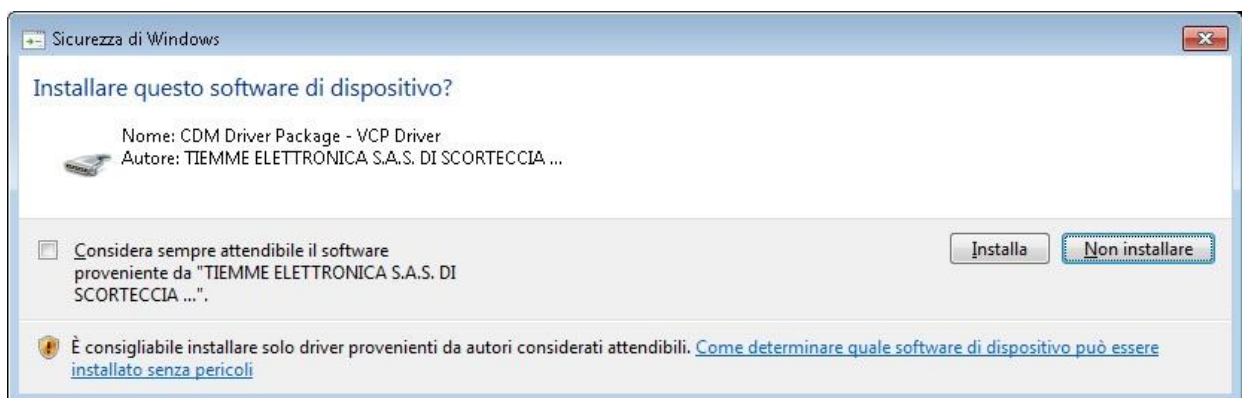 Sicurezza di Windows
Installare questo software di dispositivo?
Nome: CDM Driver Package - VCP Driver
Autore: TIEMME ELETTRONICA S.A.S. DI SCORTECCIA ...
Considera sempre attendibile il software
proveniente da "TIEMME ELETTRONICA S.A.S. DI
SCORTECCIA ...".
Installa
Non installare
È consigliabile installare solo driver provenienti da autori considerati attendibili. Come determinare quale software di dispositivo può essere
installato senza pericoli